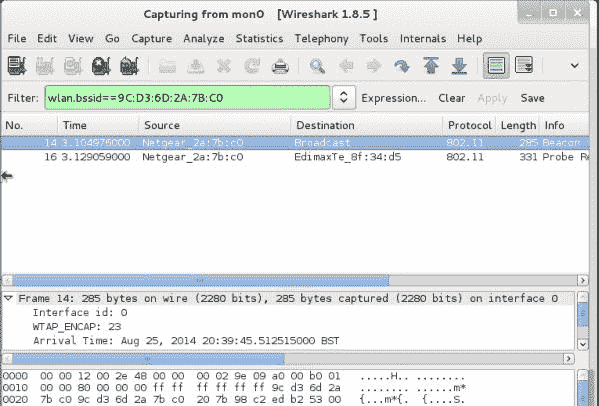 Capturing from mon0 [Wireshark 1.8.5 ]
File Edit View Go Capture Analyze Statistics Telephony Tools Internals Help
Filter: wlan.bssid==9C:D3:6D:2A:7B:C0 Expression... Clear Apply Save
No. Time Source Destination Protocol Length Info
14 3.104976000 Netgear_2a:7b:c0 Broadcast 802.11 285 Beacon
16 3.129059000 Netgear_2a:7b:c0 EdimaxTe_8f:34:d5 802.11 331 Probe Re
Frame 14: 285 bytes on wire (2280 bits), 285 bytes captured (2280 bits) on interface 0
Interface id: 0
WTAP_ENCAP: 23
Arrival Time: Aug 25, 2014 20:39:45.512515000 BST
0000 00 00 12 00 2e 48 00 00 00 02 9e 09 a0 00 b0 01 .....H.. ........
0010 00 00 80 00 00 00 ff ff ff ff ff ff 9c d3 6d 2a ........ ......m*
0020 7b c0 9c d3 6d 2a 7b c0 20 7b 98 c2 ed b2 53 00 {...m*{. {....S.